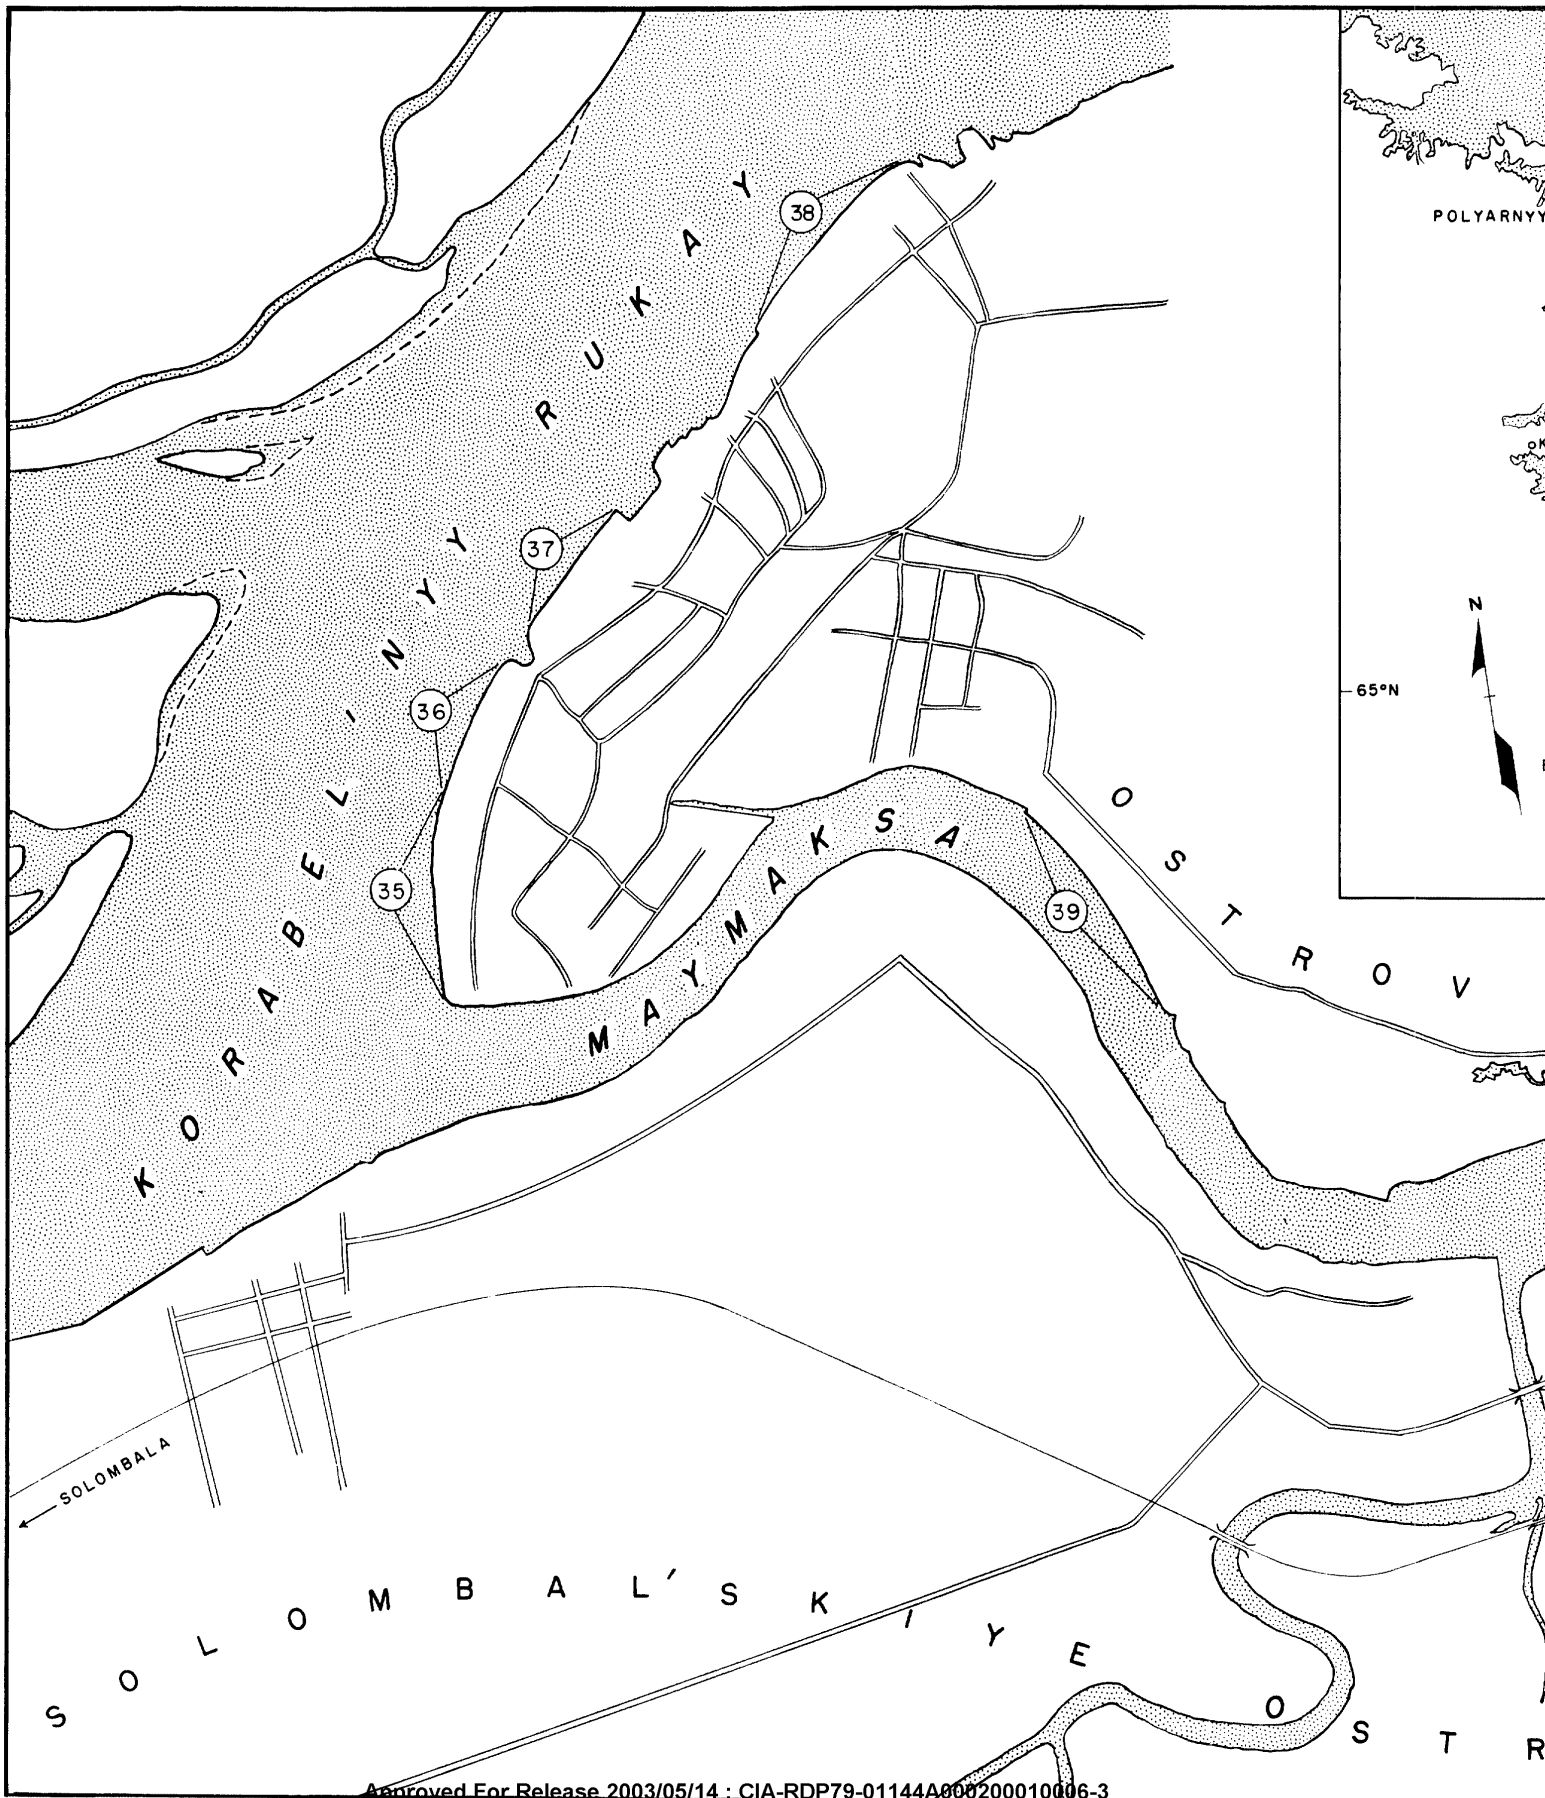 KORABEL'NYY RUKAY
38
37
36
35
39
MAYMAKSA
OSTROV
POLYARNYY
N
65°N
SOLOMBALA
SOLOMBAL'SKIYE OSTR
Approved For Release 2003/05/14 : CIA-RDP79-01144A000200010006-3